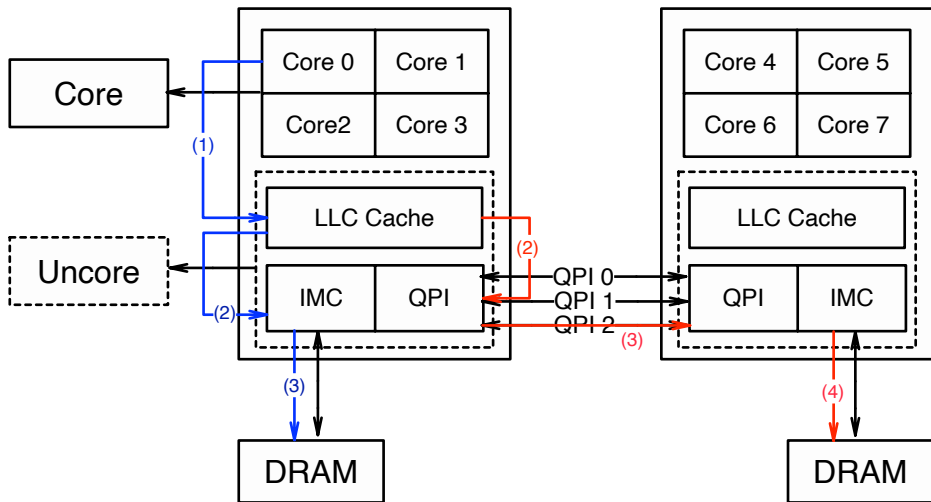 Core
Core 0
Core 1
Core2
Core 3
(1)
LLC Cache
Uncore
(2)
(2)
IMC
QPI
(3)
DRAM
QPI 0
QPI 1
QPI 2
(3)
Core 4
Core 5
Core 6
Core 7
LLC Cache
QPI
IMC
(4)
DRAM